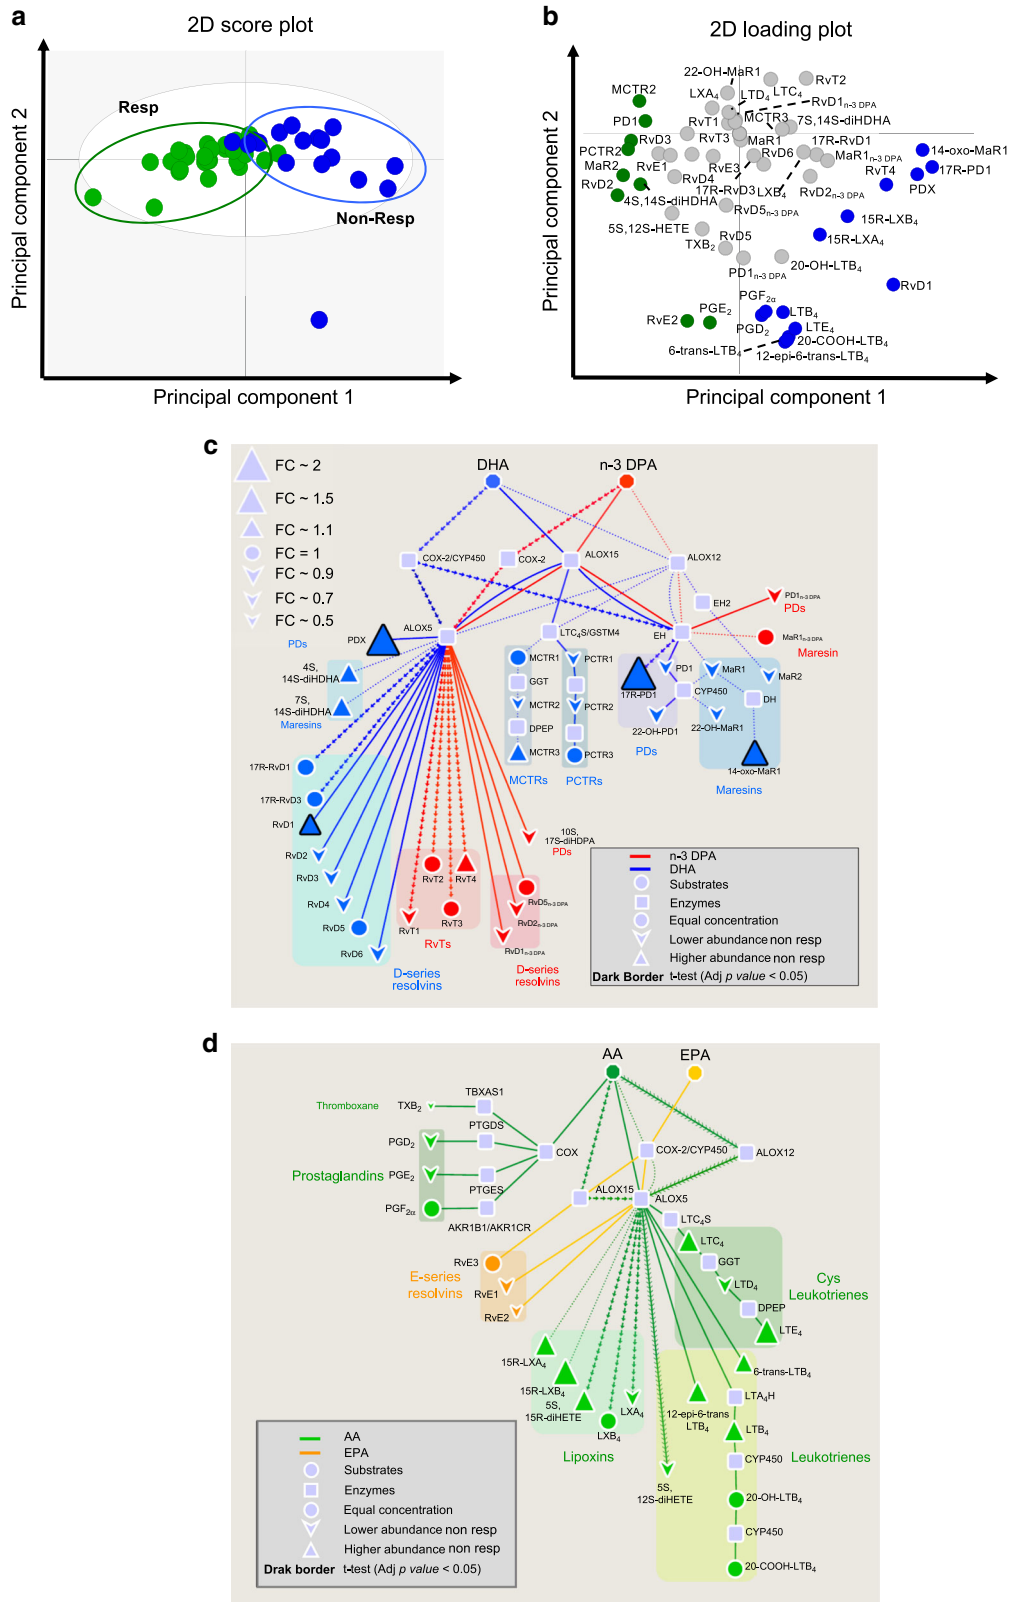 a
2D score plot
Principal component 2
Resp
Non-Resp
Principal component 1
b
2D loading plot
Principal component 2
22-OH-MaR1
MCTR2
LXA4
LTD4
LTC4
RvT2
RvD1n-3 DPA
PD1
RvT1
MCTR3
7S,14S-diHDHA
RvD3
RvT3
MaR1
17R-RvD1
PCTR2
RvD6
MaR1n-3 DPA
14-oxo-MaR1
MaR2
RvE1
RvE3
RvT4
17R-PD1
RvD2
RvD4
17R-RvD3
LXB4
RvD2n-3 DPA
PDX
4S,14S-diHDHA
RvD5n-3 DPA
15R-LXB4
5S,12S-HETE
TXB2
RvD5
15R-LXA4
PD1n-3 DPA
20-OH-LTB4
RvD1
PGF2α
PGE2
LTB4
RvE2
PGD2
LTE4
6-trans-LTB4
20-COOH-LTB4
12-epi-6-trans-LTB4
Principal component 1
c
FC ~ 2
FC ~ 1.5
FC ~ 1.1
FC = 1
FC ~ 0.9
FC ~ 0.7
FC ~ 0.5
DHA
n-3 DPA
COX-2/CYP450
COX-2
ALOX15
ALOX12
EH2
PD1n-3 DPA
PDs
MaR1n-3 DPA
Maresin
PDs
PDX
ALOX5
LTC4S/GSTM4
EH
4S,
14S-diHDHA
7S,
14S-diHDHA
Maresins
MCTR1
GGT
MCTR2
DPEP
MCTR3
MCTRs
PCTR1
PCTR2
PCTR3
PCTRs
17R-PD1
PD1
CYP450
22-OH-PD1
PDs
MaR1
22-OH-MaR1
MaR2
DH
14-oxo-MaR1
Maresins
17R-RvD1
17R-RvD3
RvD1
RvD2
RvD3
RvD4
RvD5
RvD6
D-series
resolvins
RvT2
RvT4
RvT1
RvT3
RvTs
10S,
17S-diHDPA
PDs
RvD5n-3 DPA
RvD2n-3 DPA
RvD1n-3 DPA
D-series
resolvins
n-3 DPA
DHA
Substrates
Enzymes
Equal concentration
Lower abundance non resp
Higher abundance non resp
Dark Border t-test (Adj p value < 0.05)
d
AA
EPA
Thromboxane
TXB2
TBXAS1
PTGDS
PGD2
Prostaglandins
PGE2
PTGES
PGF2α
AKR1B1/AKR1CR
COX
COX-2/CYP450
ALOX12
ALOX15
ALOX5
LTC4S
LTC4
GGT
LTD4
DPEP
LTE4
Cys
Leukotrienes
E-series
resolvins
RvE3
RvE1
RvE2
15R-LXA4
15R-LXB4
5S,
15R-diHETE
LXB4
LXA4
Lipoxins
12-epi-6-trans
LTB4
6-trans-LTB4
LTA4H
LTB4
CYP450
Leukotrienes
5S,
12S-diHETE
20-OH-LTB4
CYP450
20-COOH-LTB4
AA
EPA
Substrates
Enzymes
Equal concentration
Lower abundance non resp
Higher abundance non resp
Drak border t-test (Adj p value < 0.05)